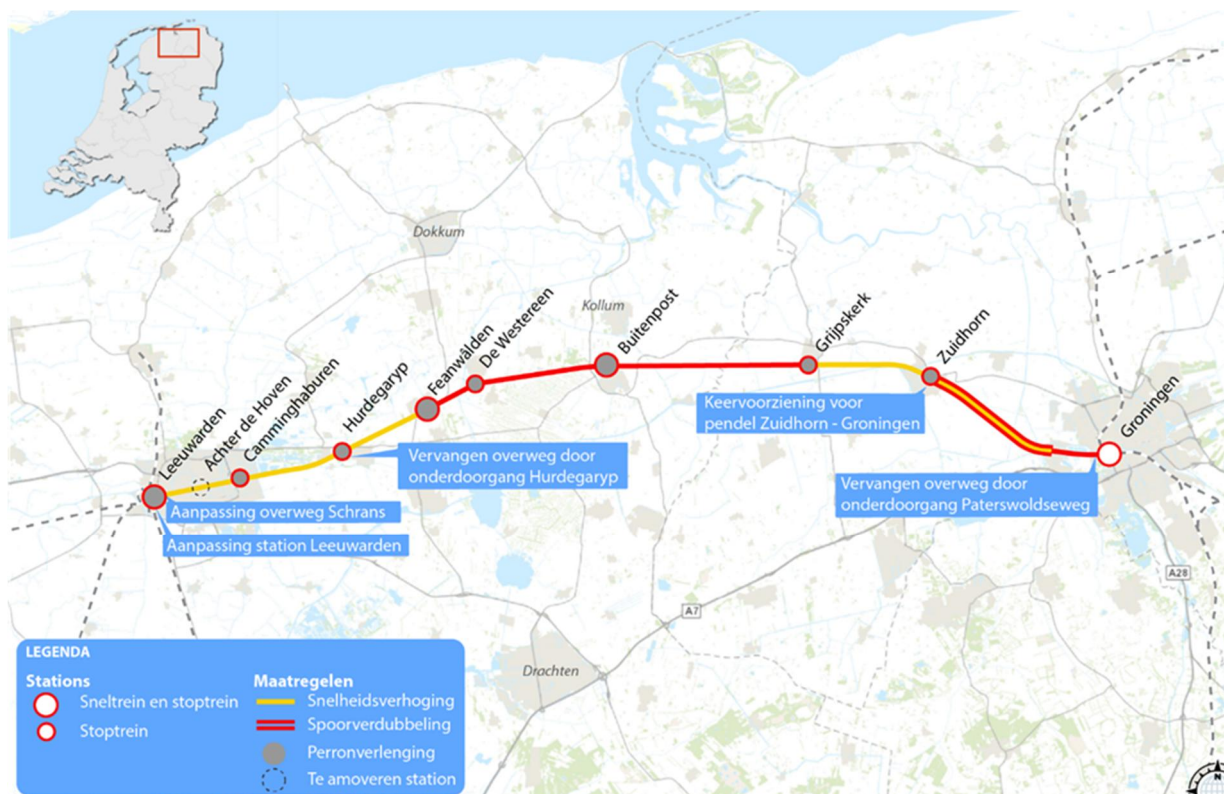 Dokkum
Kollum
Leeuwarden
Achter de Hoven
Camminghaburen
Hurdegaryp
Feanwâlden
De Westereen
Buitenpost
Grijpskerk
Zuidhorn
Groningen
Keervoorziening voor
pendel Zuidhorn - Groningen
Vervangen overweg door
onderdoorgang Hurdegaryp
Vervangen overweg door
onderdoorgang Paterswoldseweg
Aanpassing overweg Schrans
Aanpassing station Leeuwarden
A28
A7
Drachten
LEGENDA
Stations
Sneltrein en stoptrein
Stoptrein
Maatregelen
Snelheidsverhoging
Spoorverdubbeling
Perronverlenging
Te amoveren station
N